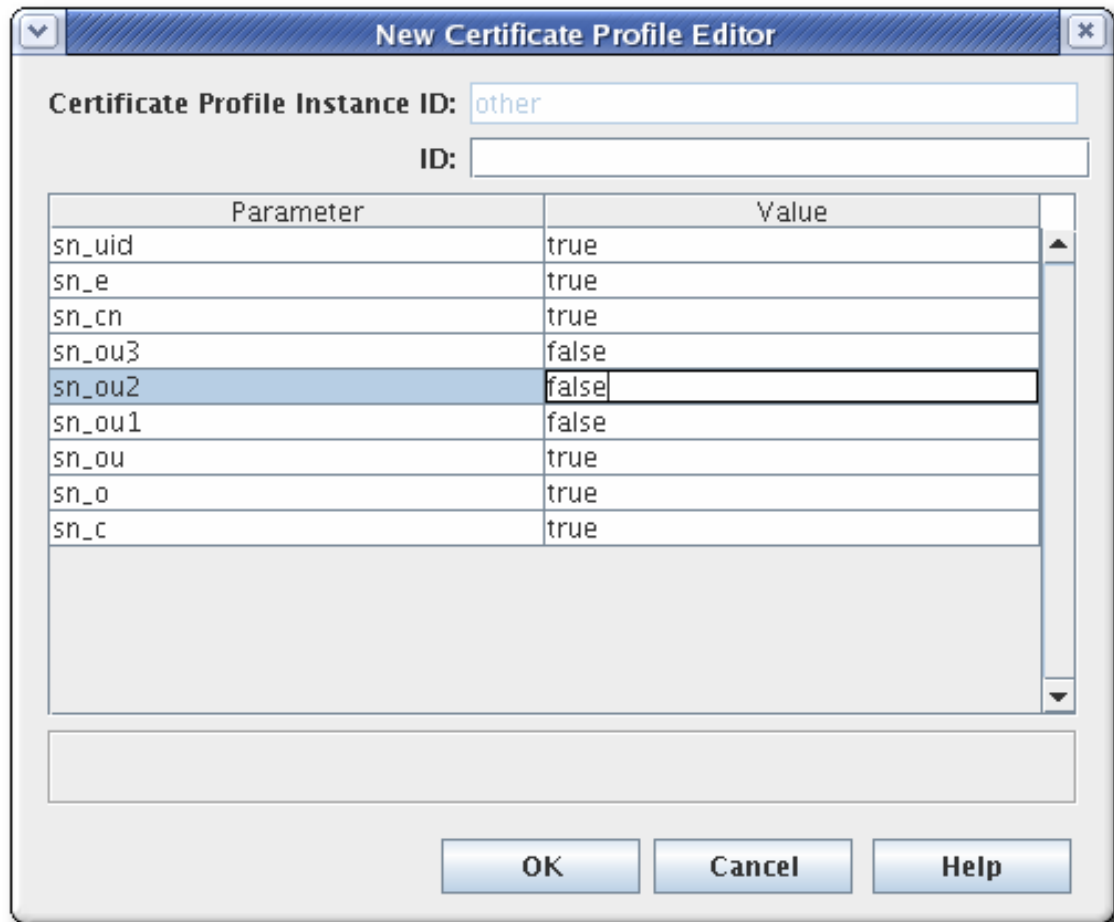 New Certificate Profile Editor
Certificate Profile Instance ID: other
ID:
Parameter Value
sn_uid true
sn_e true
sn_cn true
sn_ou3 false
sn_ou2 false
sn_ou1 false
sn_ou true
sn_o true
sn_c true
OK Cancel Help